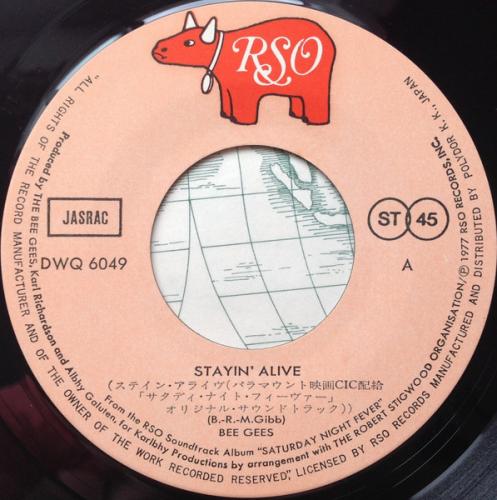 RSO
JASRAC
DWQ 6049
ST 45
A
STAYIN' ALIVE
(ステイン・アライヴ(パラマウント映画CIC配給
「サタディ・ナイト・フィーヴァー」
オリジナル・サウンドトラック))
(B.-R.-M.Gibb)
BEE GEES
Produced by THE BEE GEES, Karl Richardson and Albhy Galuten, for Karlbhy Productions by arrangement with THE ROBERT STIGWOOD ORGANISATION/Ⓟ 1977 RSO RECORDS, INC.
From the RSO Soundtrack Album "SATURDAY NIGHT FEVER"
"ALL RIGHTS OF THE RECORD MANUFACTURER AND OF THE OWNER OF THE WORK RECORDED RESERVED", LICENSED BY RSO RECORDS MANUFACTURED AND DISTRIBUTED BY POLYDOR K. K., JAPAN